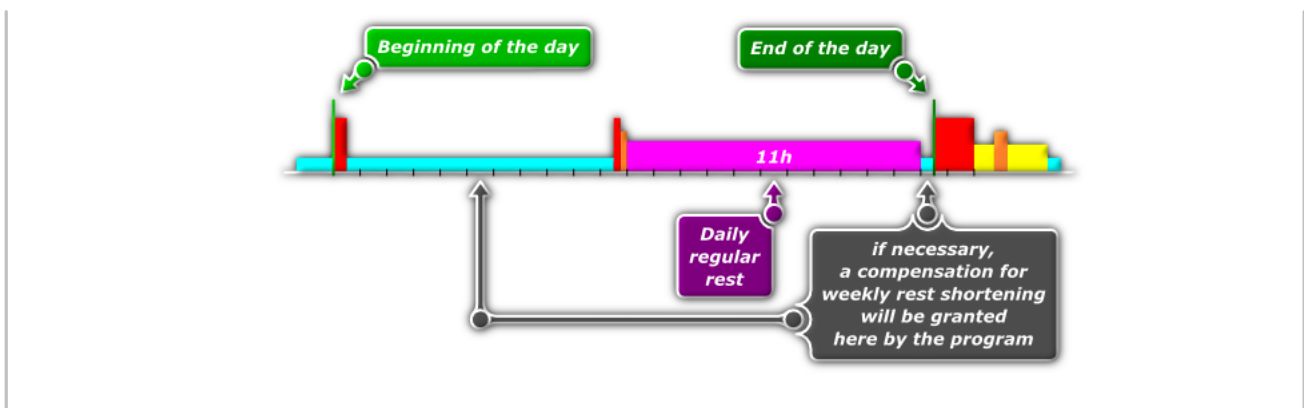 Beginning of the day
End of the day
11h
Daily
regular
rest
if necessary,
a compensation for
weekly rest shortening
will be granted
here by the program